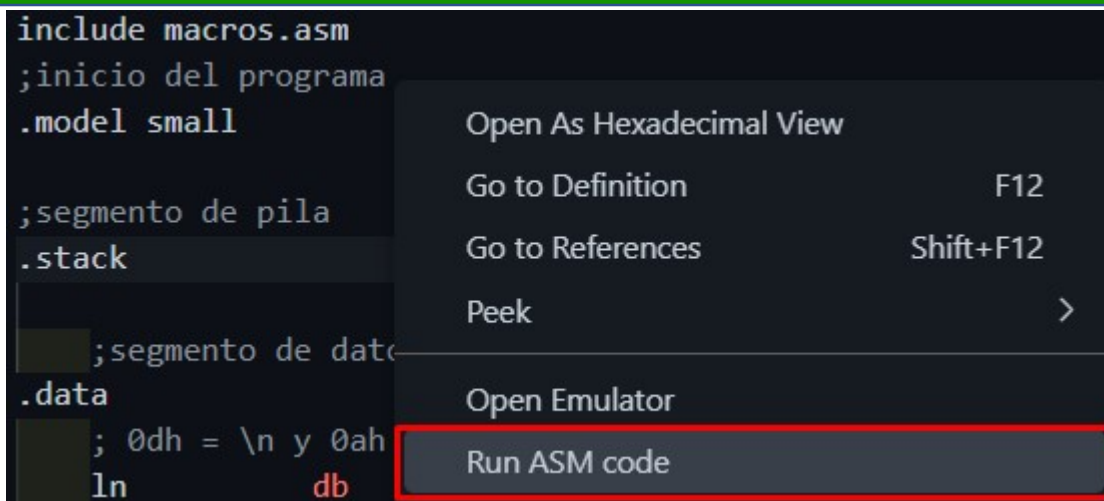 include macros.asm
;inicio del programa
.model small
;segmento de pila
.stack
;segmento de dato
.data
; 0dh = \n y 0ah
ln db
Open As Hexadecimal View
Go to Definition F12
Go to References Shift+F12
Peek >
Open Emulator
Run ASM code